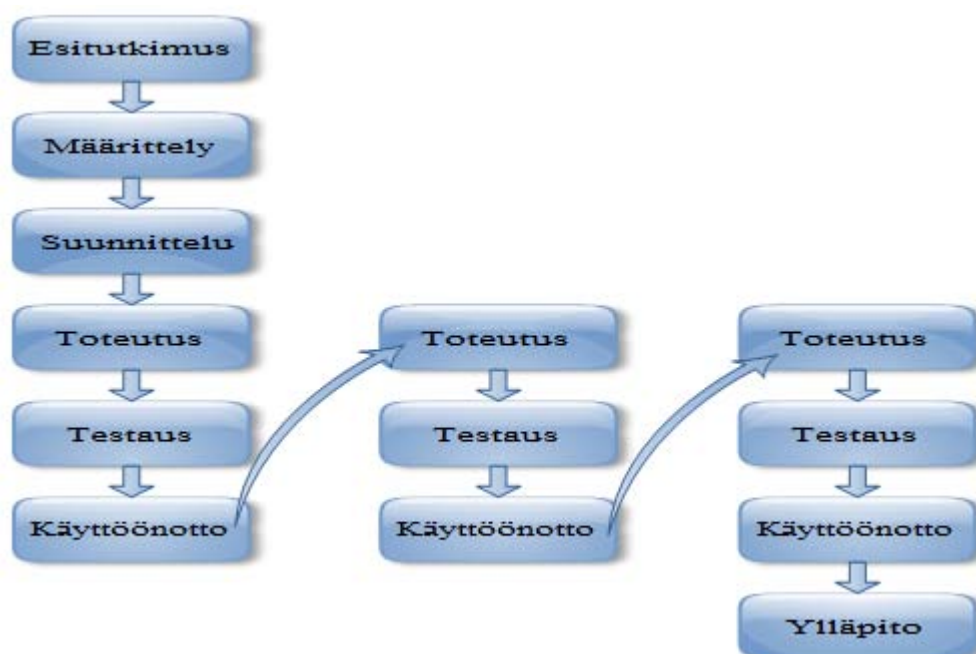 Esitutkimus
Määrittely
Suunnittelu
Toteutus
Testaus
Käyttöönotto
Toteutus
Testaus
Käyttöönotto
Toteutus
Testaus
Käyttöönotto
Ylläpito